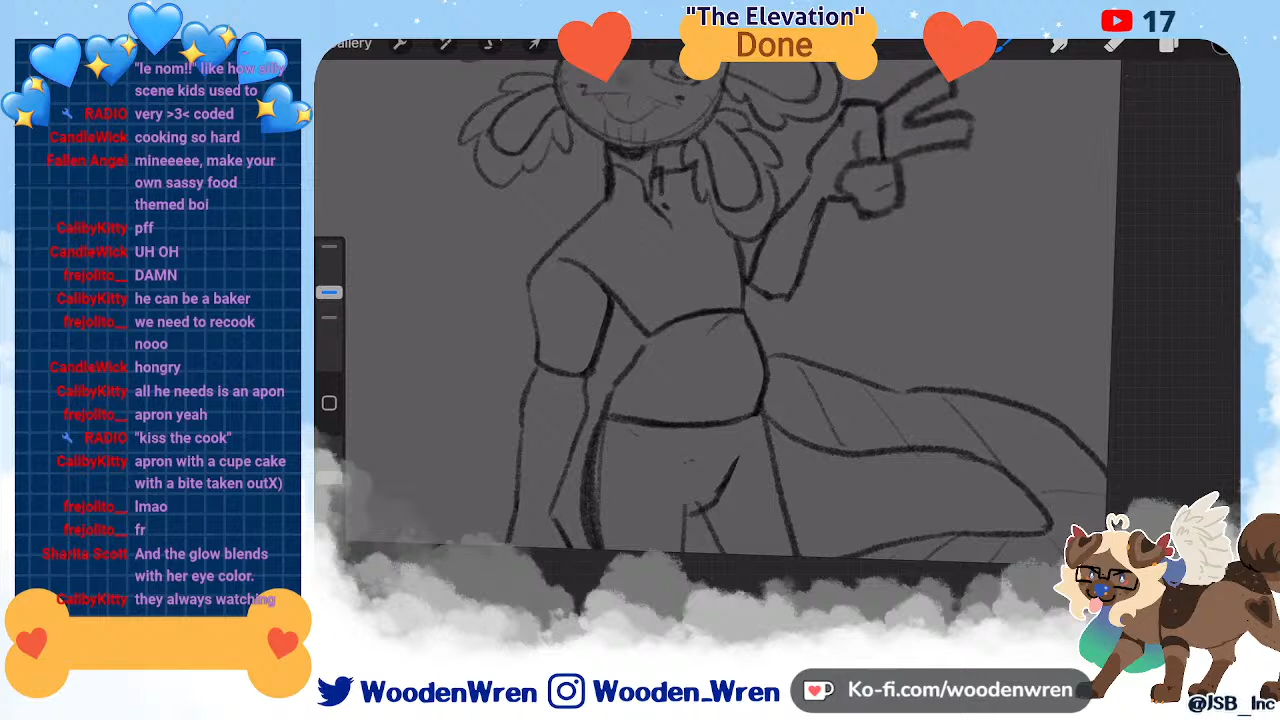 "The Elevation"
Done
17
allery
"le nom!!" like how silly
scene kids used to
RADIO very >3< coded
CandleWick cooking so hard
Fallen Angel mineeeee, make your
own sassy food
themed boi
CalibyKitty pff
CandleWick UH OH
frejolito__ DAMN
CalibyKitty he can be a baker
frejolito__ we need to recook
nooo
CandleWick hongry
CalibyKitty all he needs is an apon
frejolito__ apron yeah
RADIO "kiss the cook"
CalibyKitty apron with a cupe cake
with a bite taken outX)
frejolito__ lmao
frejolito__ fr
Sharita Scott And the glow blends
with her eye color.
CalibyKitty they always watching
WoodenWren
Wooden_Wren
Ko-fi.com/woodenwren
@JSB_Inc